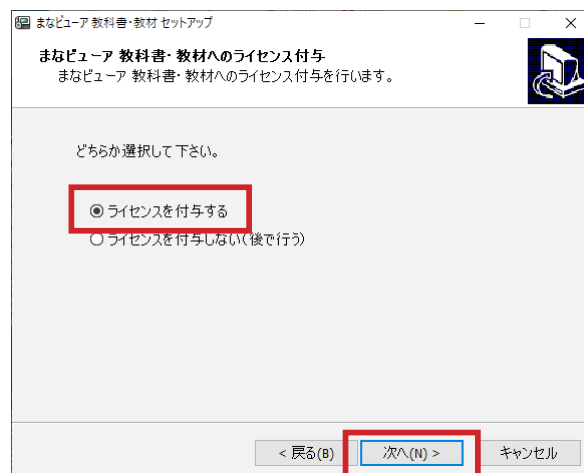 まなビューア 教科書・教材 セットアップ
まなビューア 教科書・教材へのライセンス付与
まなビューア 教科書・教材へのライセンス付与を行います。
どちらか選択して下さい。
ライセンスを付与する
ライセンスを付与しない(後で行う)
< 戻る(B)
次へ(N) >
キャンセル